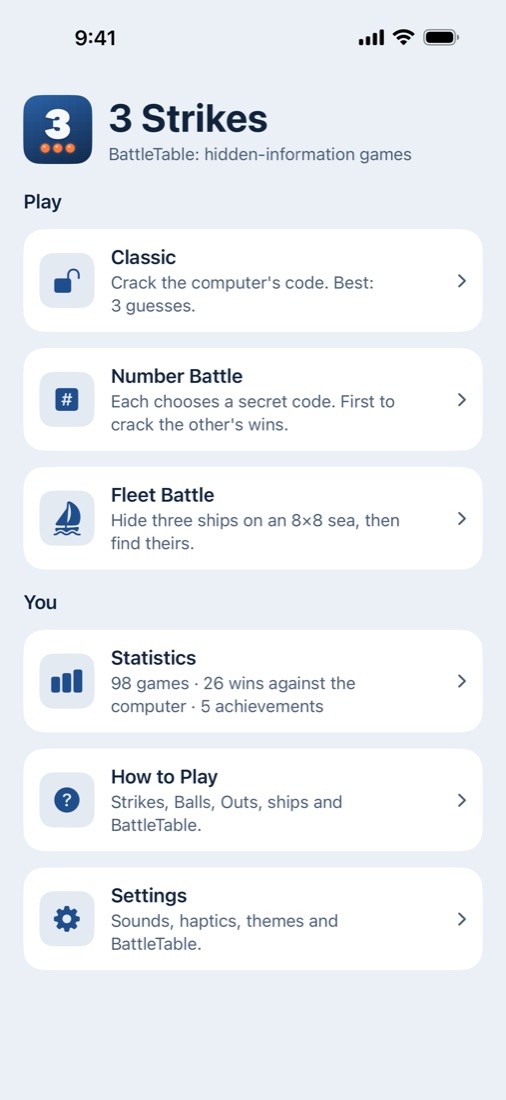 9:41
3
3 Strikes
BattleTable: hidden-information games
Play
Classic
Crack the computer's code. Best:
3 guesses.
#
Number Battle
Each chooses a secret code. First to
crack the other's wins.
Fleet Battle
Hide three ships on an 8×8 sea, then
find theirs.
You
Statistics
98 games · 26 wins against the
computer · 5 achievements
?
How to Play
Strikes, Balls, Outs, ships and
BattleTable.
Settings
Sounds, haptics, themes and
BattleTable.